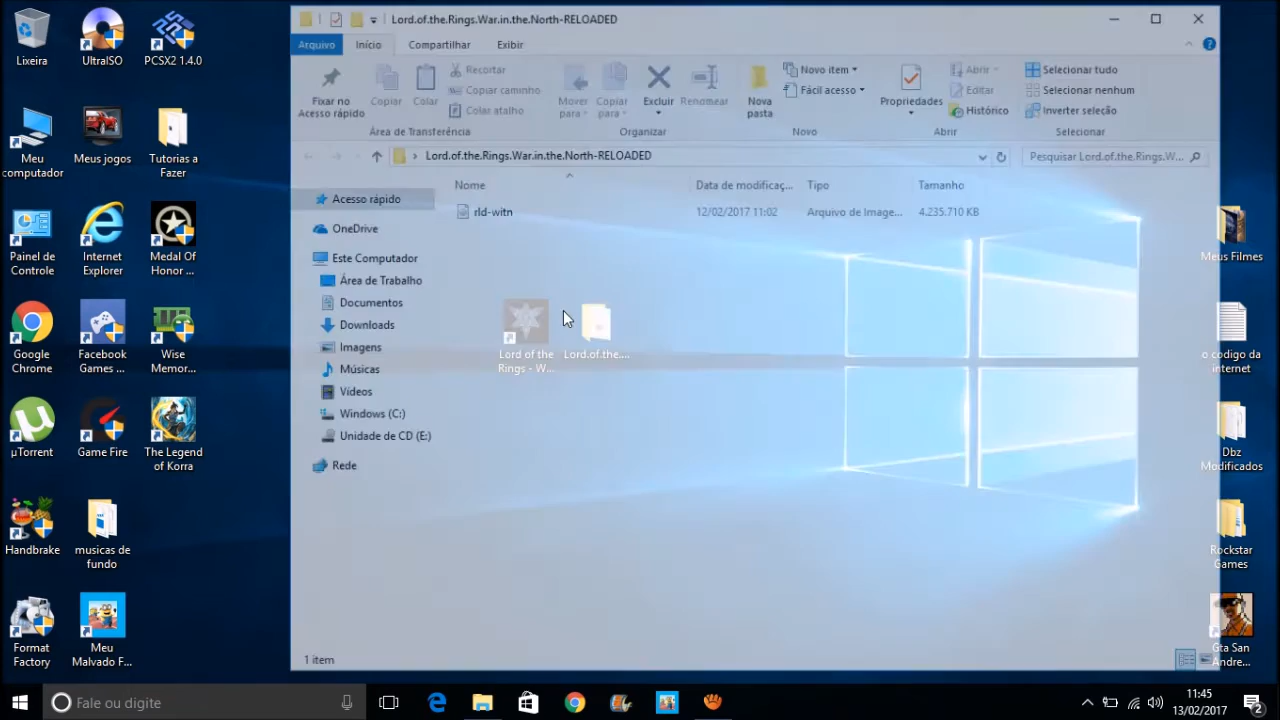 Lord.of.the.Rings.War.in.the.North-RELOADED
Arquivo
Início
Compartilhar
Exibir
Fixar no
Acesso rápido
Copiar
Colar
Recortar
Copiar caminho
Colar atalho
Área de Transferência
Mover
para
Copiar
para
Excluir
Renomear
Organizar
Nova
pasta
Novo item
Fácil acesso
Novo
Propriedades
Abrir
Editar
Histórico
Abrir
Selecionar tudo
Selecionar nenhum
Inverter seleção
Selecionar
Lord.of.the.Rings.War.in.the.North-RELOADED
Pesquisar Lord.of.the.Rings.W...
Nome
Data de modificaç...
Tipo
Tamanho
rld-witn
12/02/2017 11:02
Arquivo de Image...
4.235.710 KB
Acesso rápido
OneDrive
Este Computador
Área de Trabalho
Documentos
Downloads
Imagens
Músicas
Vídeos
Windows (C:)
Unidade de CD (E:)
Rede
1 item
Lord of the
Rings - W...
Lord.of.the....
Lixeira
UltraISO
PCSX2 1.4.0
Meu
computador
Meus jogos
Tutorias a
Fazer
Painel de
Controle
Internet
Explorer
Medal Of
Honor ...
Google
Chrome
Facebook
Games ...
Wise
Memor...
µTorrent
Game Fire
The Legend
of Korra
Handbrake
musicas de
fundo
Format
Factory
Meu
Malvado F...
Meus Filmes
o codigo da
internet
Dbz
Modificados
Rockstar
Games
Gta San
Andre...
Fale ou digite
11:45
13/02/2017
2